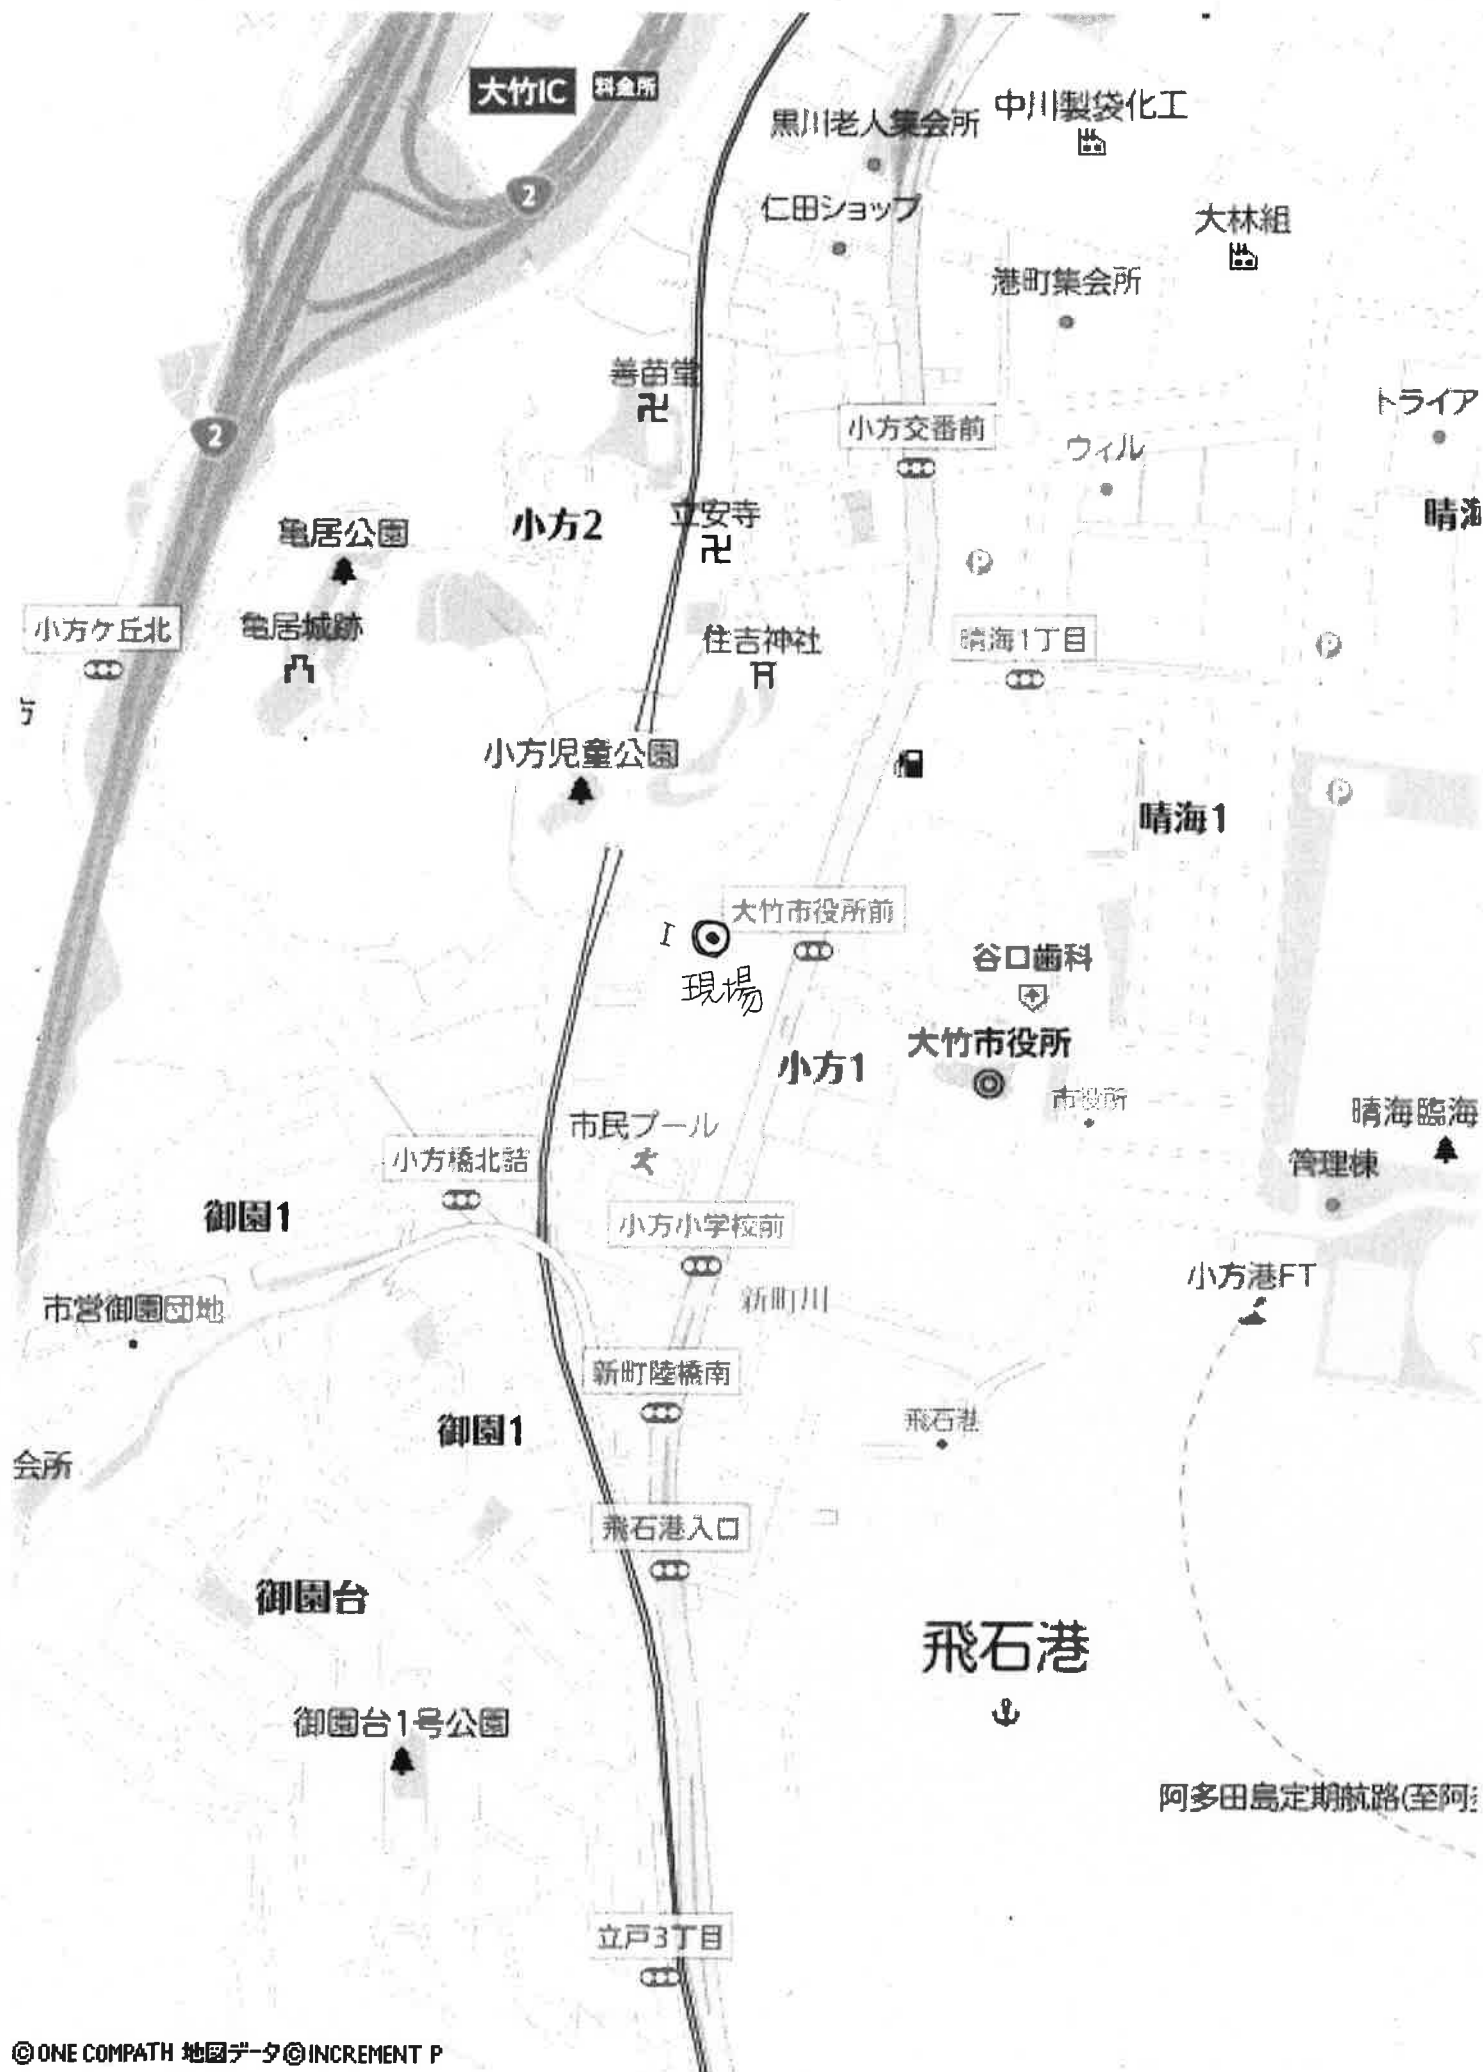 大竹IC
料金所
中川製袋化工
黒川老人集会所
2
仁田ショップ
大林組
港町集会所
善苗堂
トライア
小方交番前
2
ウィル
立安寺
小方2
晴海
亀居公園
P
小方ケ丘北
亀居城跡
住吉神社
晴海1丁目
P
方
小方児童公園
P
晴海1
大竹市役所前
I
現場
谷口歯科
大竹市役所
小方1
市役所
晴海臨海
市民プール
小方橋北詰
管理棟
御園1
小方小学校前
小方港FT
市営御園団地
新町川
新町陸橋南
飛石港
御園1
会所
飛石港入口
御園台
飛石港
御園台1号公園
阿多田島定期航路(至阿
立戸3丁目
©ONE COMPATH 地図データ©INCREMENT P